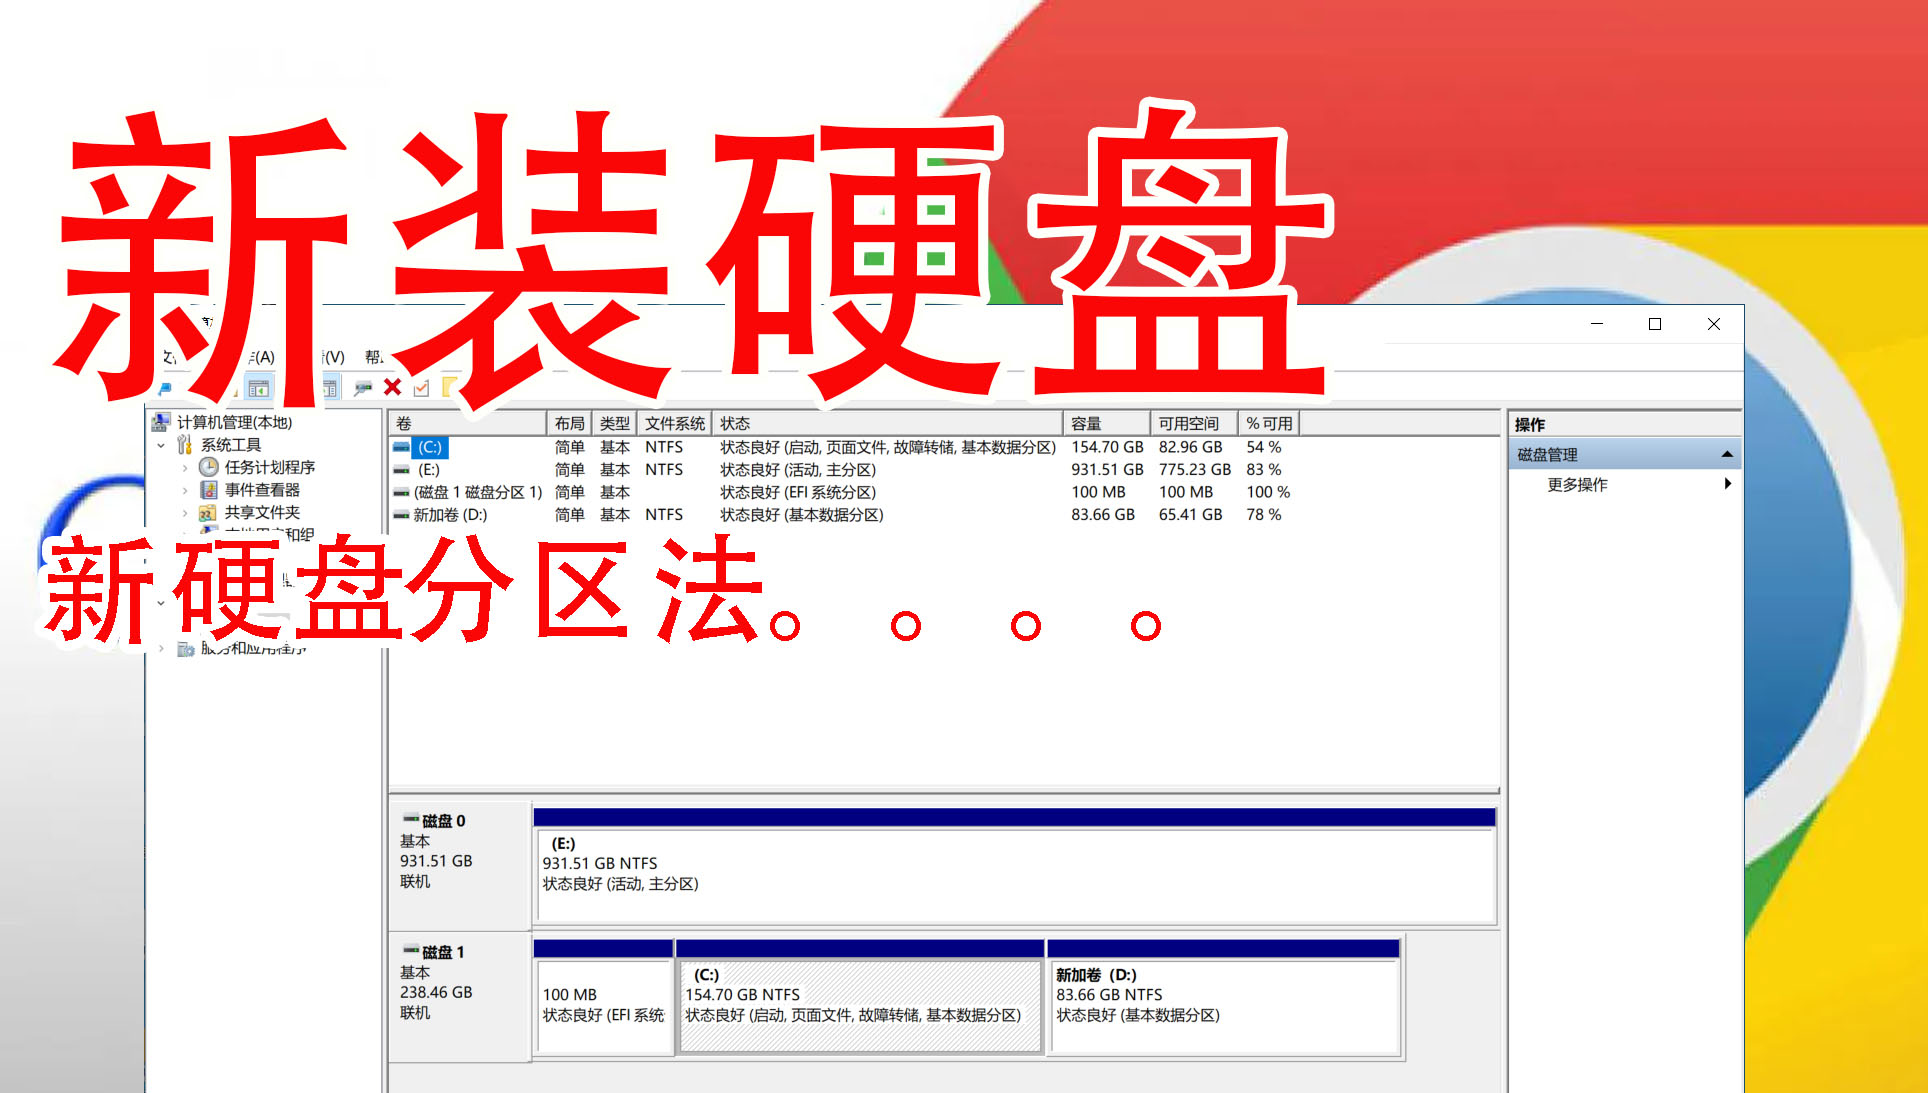 新装硬盘
(A) (V) 帮
计算机管理(本地)
系统工具
任务计划程序
事件查看器
共享文件夹
新硬盘分区法。。。。
服务和应用程序
卷 布局 类型 文件系统 状态 容量 可用空间 % 可用
(C:) 简单 基本 NTFS 状态良好 (启动, 页面文件, 故障转储, 基本数据分区) 154.70 GB 82.96 GB 54 %
(E:) 简单 基本 NTFS 状态良好 (活动, 主分区) 931.51 GB 775.23 GB 83 %
(磁盘 1 磁盘分区 1) 简单 基本 状态良好 (EFI 系统分区) 100 MB 100 MB 100 %
新加卷 (D:) 简单 基本 NTFS 状态良好 (基本数据分区) 83.66 GB 65.41 GB 78 %
操作
磁盘管理
更多操作
磁盘 0
基本
931.51 GB
联机
(E:)
931.51 GB NTFS
状态良好 (活动, 主分区)
磁盘 1
基本
238.46 GB
联机
100 MB
状态良好 (EFI 系统
(C:)
154.70 GB NTFS
状态良好 (启动, 页面文件, 故障转储, 基本数据分区)
新加卷 (D:)
83.66 GB NTFS
状态良好 (基本数据分区)